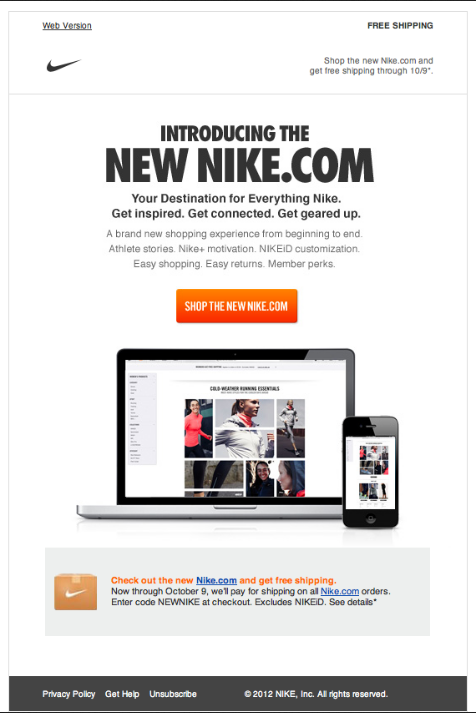 Web Version
FREE SHIPPING
Shop the new Nike.com and
get free shipping through 10/9*.
INTRODUCING THE
NEW NIKE.COM
Your Destination for Everything Nike.
Get inspired. Get connected. Get geared up.
A brand new shopping experience from beginning to end.
Athlete stories. Nike+ motivation. NIKEiD customization.
Easy shopping. Easy returns. Member perks.
SHOP THE NEW NIKE.COM
COLD-WEATHER RUNNING ESSENTIALS
Check out the new Nike.com and get free shipping.
Now through October 9, we'll pay for shipping on all Nike.com orders.
Enter code NEWNIKE at checkout. Excludes NIKEiD. See details*
Privacy Policy Get Help Unsubscribe © 2012 NIKE, Inc. All rights reserved.